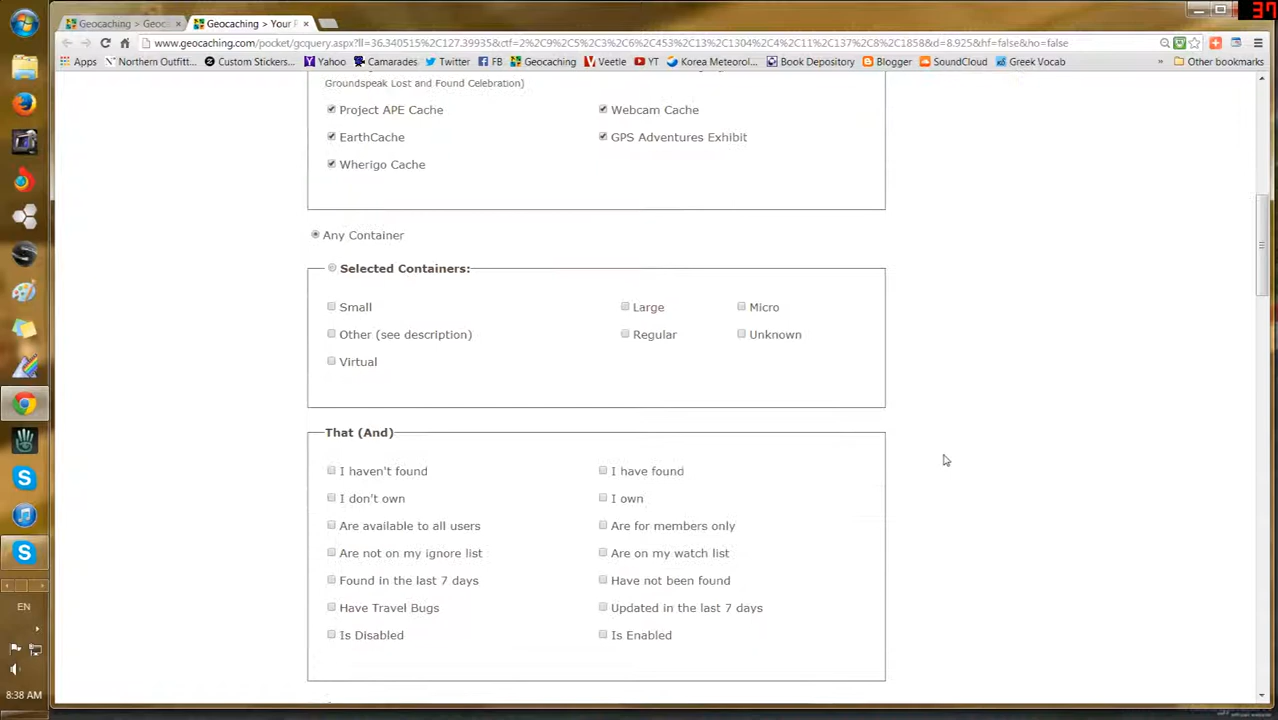 37
Geocaching > Geoc
Geocaching > Your P
www.geocaching.com/pocket/gcquery.aspx?ll=36.340515%2C127.39935&ctf=2%2C9%2C5%2C3%2C6%2C453%2C13%2C1304%2C4%2C11%2C137%2C8%2C1858&d=8.925&hf=false&ho=false
Apps Northern Outfitt... Custom Stickers... Yahoo Camarades Twitter FB Geocaching Veetle YT Korea Meteorol... Book Depository » Blogger SoundCloud Greek Vocab » Other bookmarks
Groundspeak Lost and Found Celebration)
Project APE Cache Webcam Cache
EarthCache GPS Adventures Exhibit
Wherigo Cache
Any Container
Selected Containers:
Small Large Micro
Other (see description) Regular Unknown
Virtual
That (And)
I haven't found I have found
I don't own I own
Are available to all users Are for members only
Are not on my ignore list Are on my watch list
Found in the last 7 days Have not been found
Have Travel Bugs Updated in the last 7 days
Is Disabled Is Enabled
EN
8:38 AM